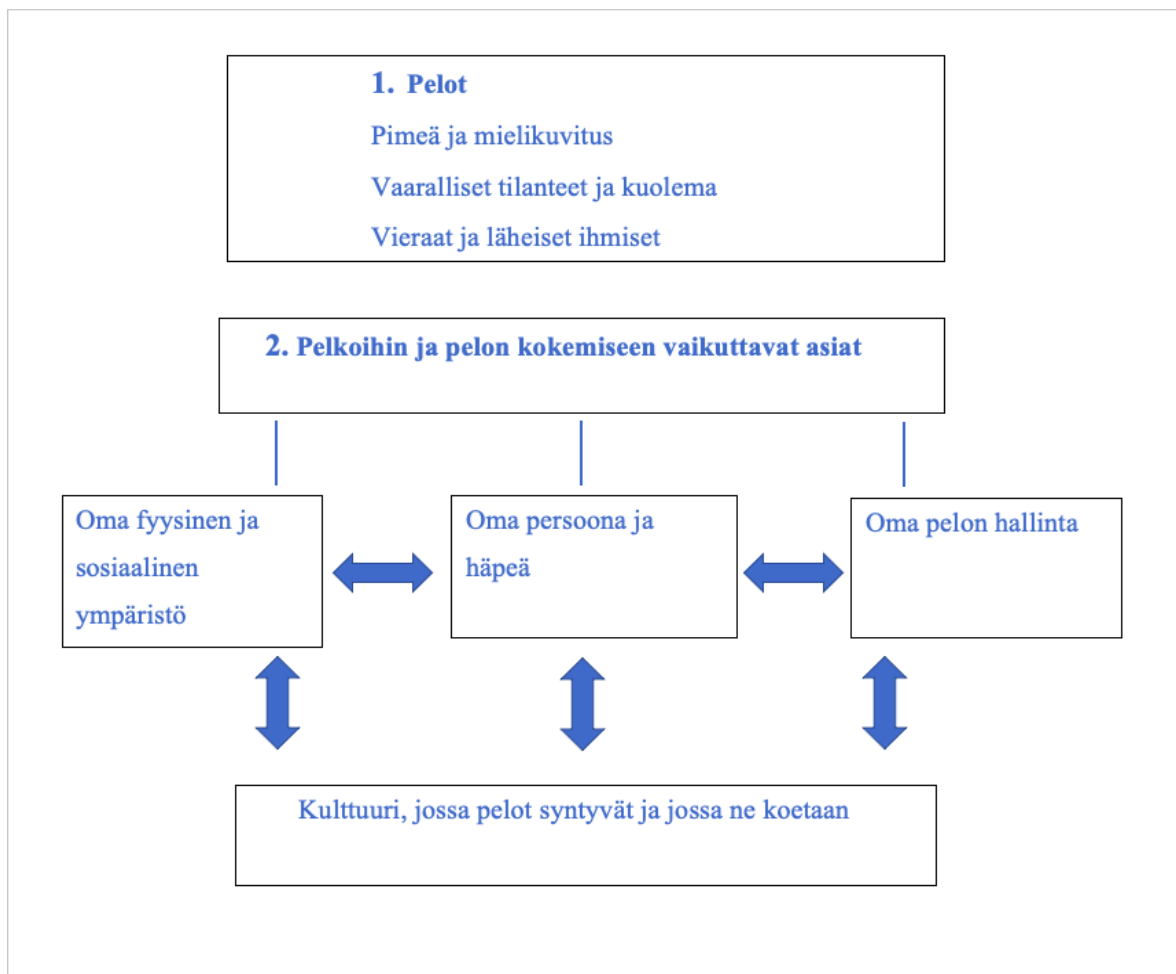 1. Pelot
Pimeä ja mielikuvitus
Vaaralliset tilanteet ja kuolema
Vieraat ja läheiset ihmiset
2. Pelkoihin ja pelon kokemiseen vaikuttavat asiat
Oma fyysinen ja
sosiaalinen
ympäristö
Oma persoona ja
häpeä
Oma pelon hallinta
Kulttuuri, jossa pelot syntyvät ja jossa ne koetaan